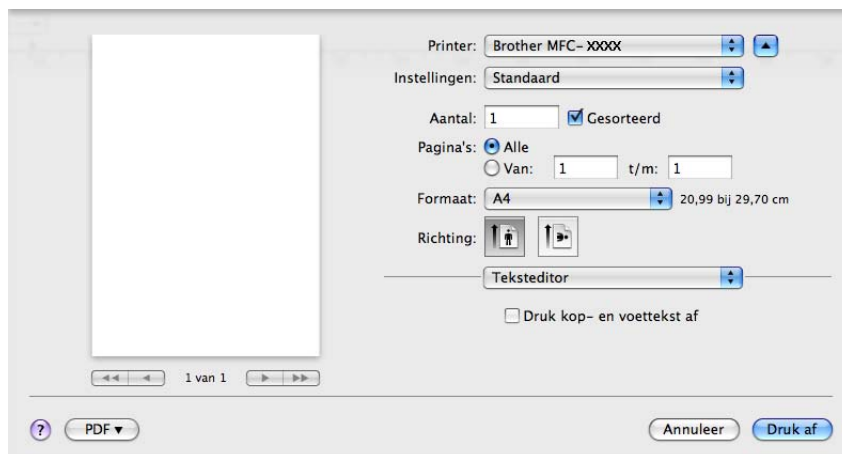 Printer: Brother MFC- XXXX
Instellingen: Standaard
Aantal: 1 Gesorteerd
Pagina's: Alle
Van: 1 t/m: 1
Formaat: A4 20,99 bij 29,70 cm
Richting:
Teksteditor
Druk kop- en voettekst af
1 van 1
? PDF Annuleer Druk af